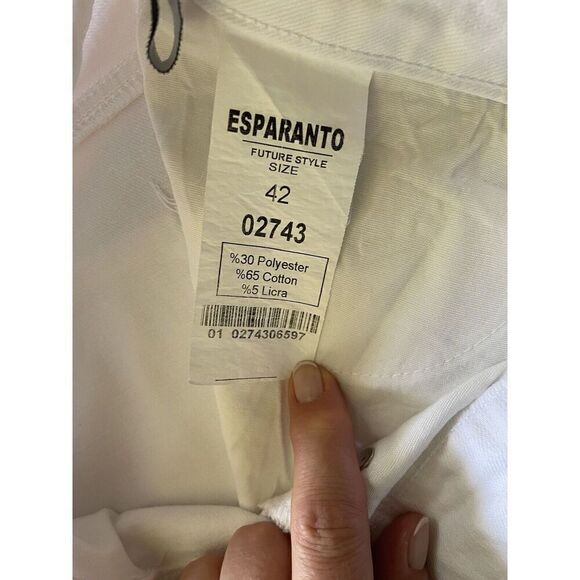 ESPARANTO
FUTURE STYLE
SIZE
42
02743
%30 Polyester
%65 Cotton
%5 Licra
01 0274306597